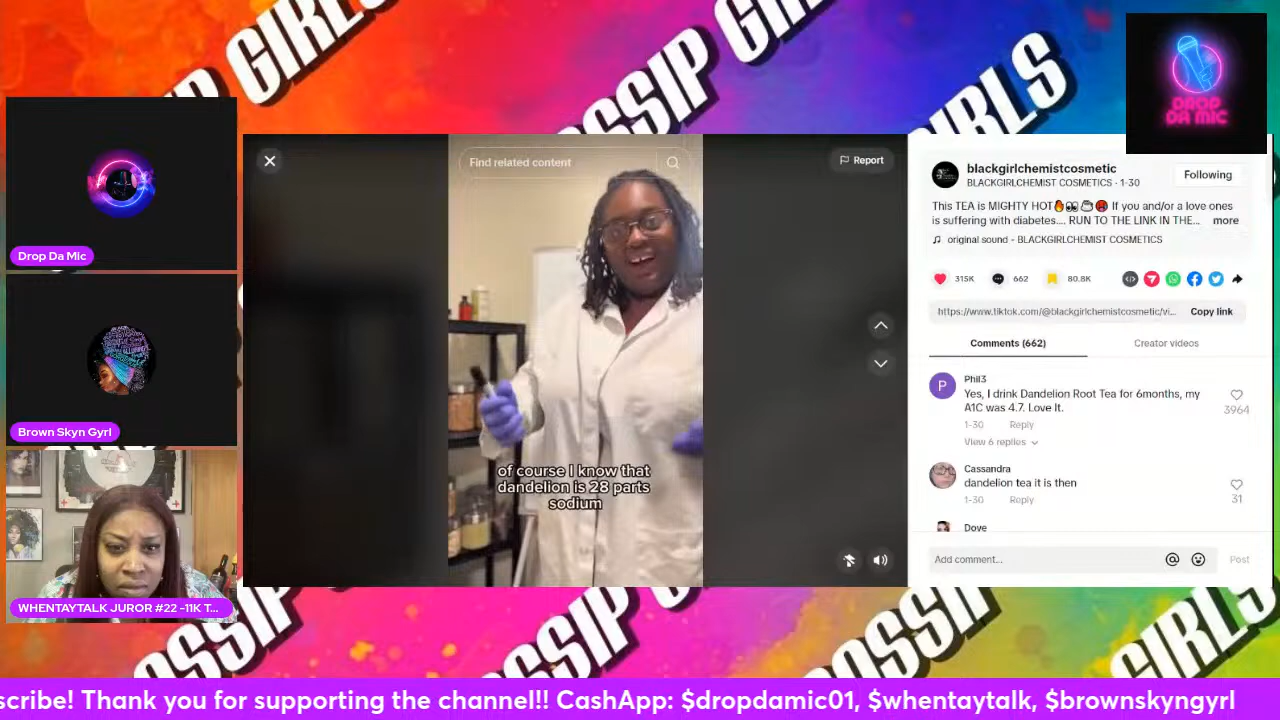 GOSSIP GIRLS
DROP
DA MIC
Drop Da Mic
Brown Skyn Gyrl
WHENTAYTALK JUROR #22 -11K T...
Find related content
Report
of course I know that
dandelion is 28 parts
sodium
blackgirlchemistcosmetic
BLACKGIRLCHEMIST COSMETICS · 1-30
Following
This TEA is MIGHTY HOT🔥👀🍵🥵 If you and/or a love ones
is suffering with diabetes.... RUN TO THE LINK IN THE... more
♫ original sound - BLACKGIRLCHEMIST COSMETICS
315K 662 80.8K
https://www.tiktok.com/@blackgirlchemistcosmetic/vi... Copy link
Comments (662) Creator videos
P
Phil3
Yes, I drink Dandelion Root Tea for 6months, my
A1C was 4.7. Love It.
3964
1-30 Reply
View 6 replies
Cassandra
dandelion tea it is then
31
1-30 Reply
Dove
Add comment... Post
scribe! Thank you for supporting the channel!! CashApp: $dropdamic01, $whentaytalk, $brownskyngyrl